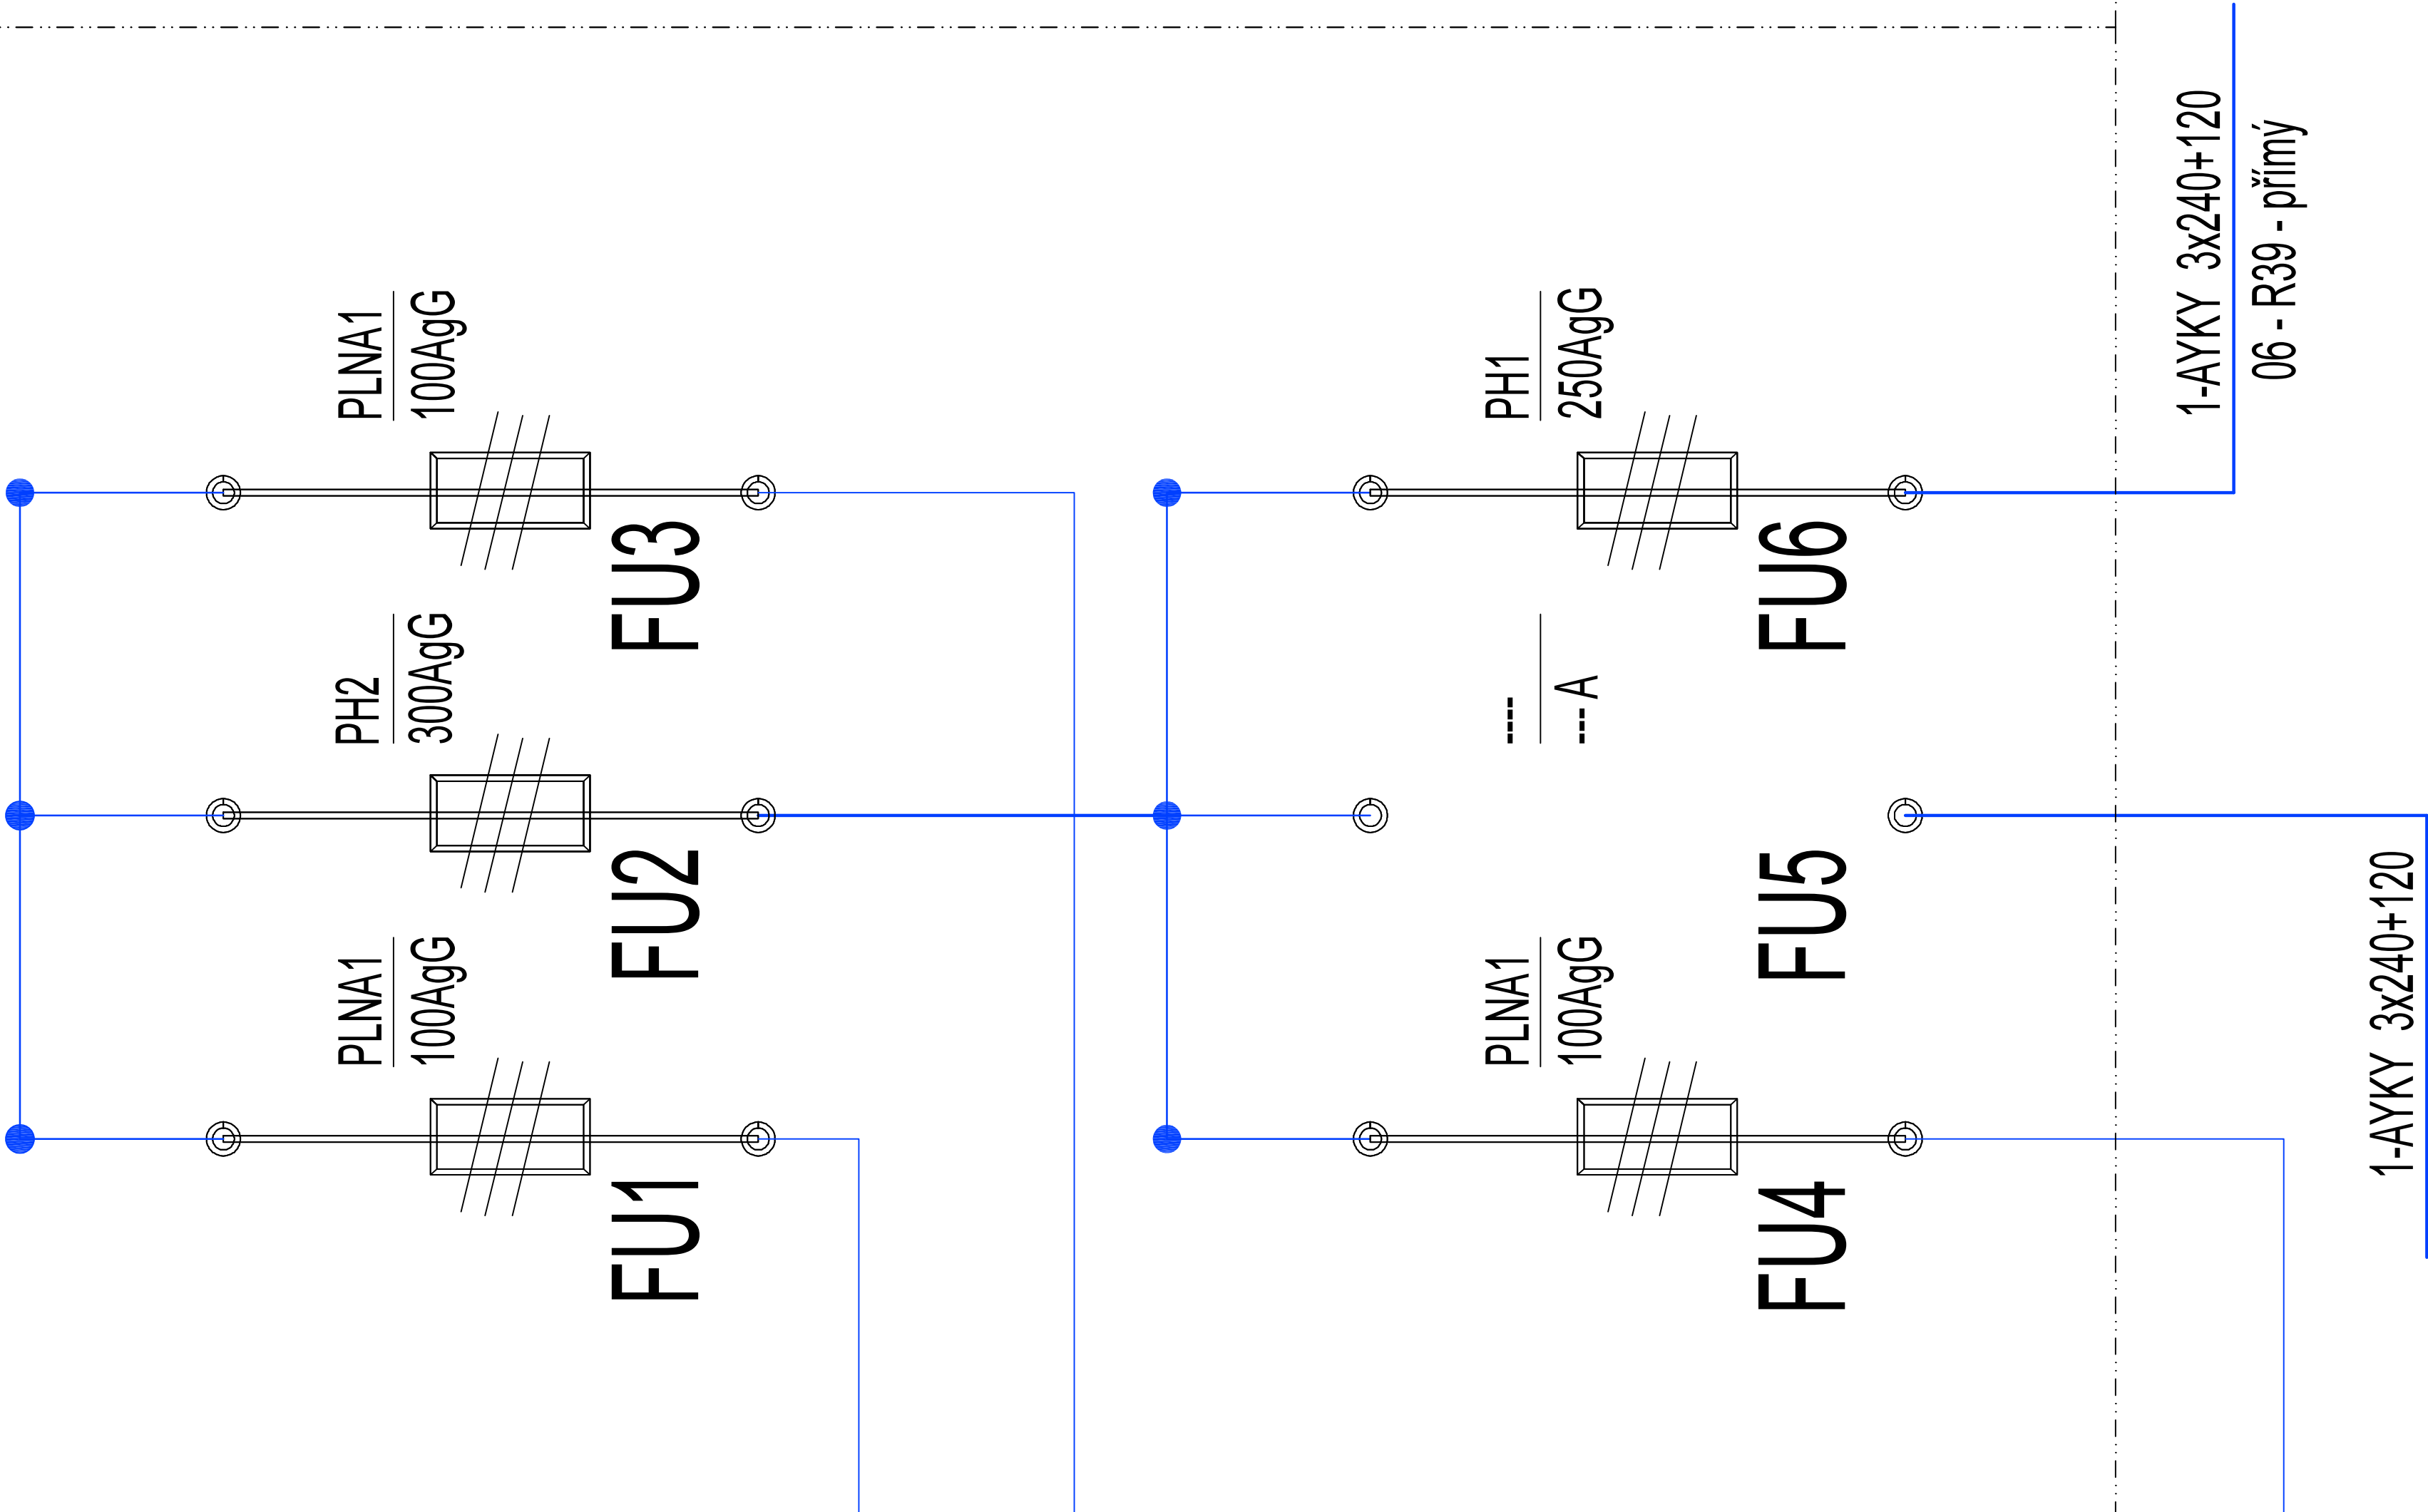 PLNA1
100AgG
FU3
PH2
300AgG
FU2
PLNA1
100AgG
FU1
PH1
250AgG
FU6
----
--- A
FU5
PLNA1
100AgG
FU4
1-AYKY 3x240+120
06 - R39 - přímý
1-AYKY 3x240+120